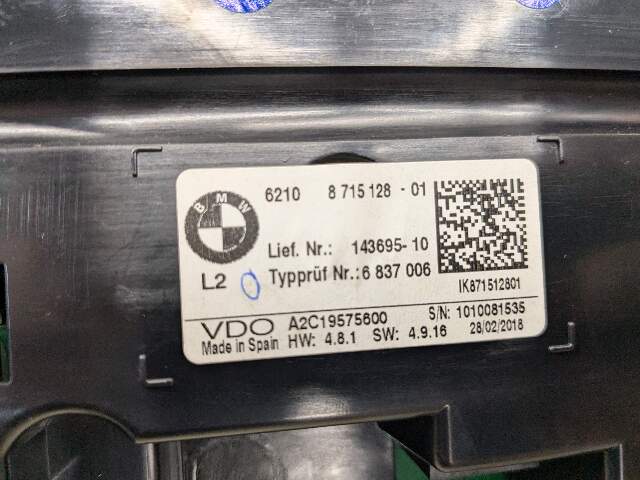 BMW
6210 8 715 128 - 01
Lief. Nr.: 143695-10
L2 Typprüf Nr.: 6 837 006
IK871512801
VDO A2C19575600 S/N: 1010081535
Made in Spain HW: 4.8.1 SW: 4.9.16 28/02/2018